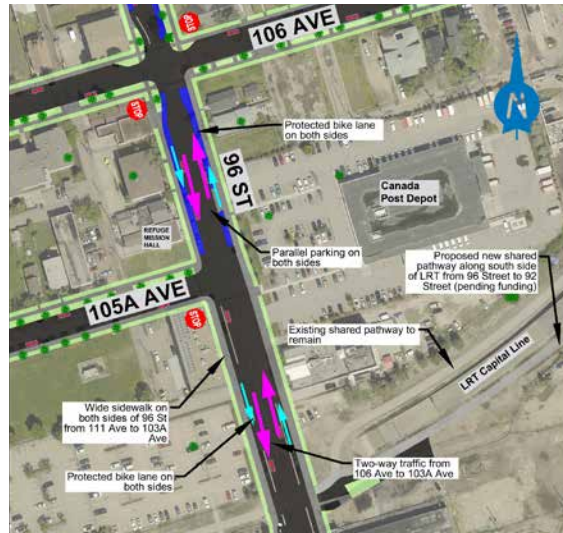 STOP
106 AVE
N
STOP
Protected bike lane
on both sides
96 ST
Canada
Post Depot
REFUGE
MISSION
HALL
Parallel parking on
both sides
Proposed new shared
pathway along south side
of LRT from 96 Street to 92
Street (pending funding)
105A AVE
STOP
Existing shared pathway to
remain
LRT Capital Line
Wide sidewalk on
both sides of 96 St
from 111 Ave to 103A
Ave
Protected bike lane on
both sides
Two-way traffic from
106 Ave to 103A Ave